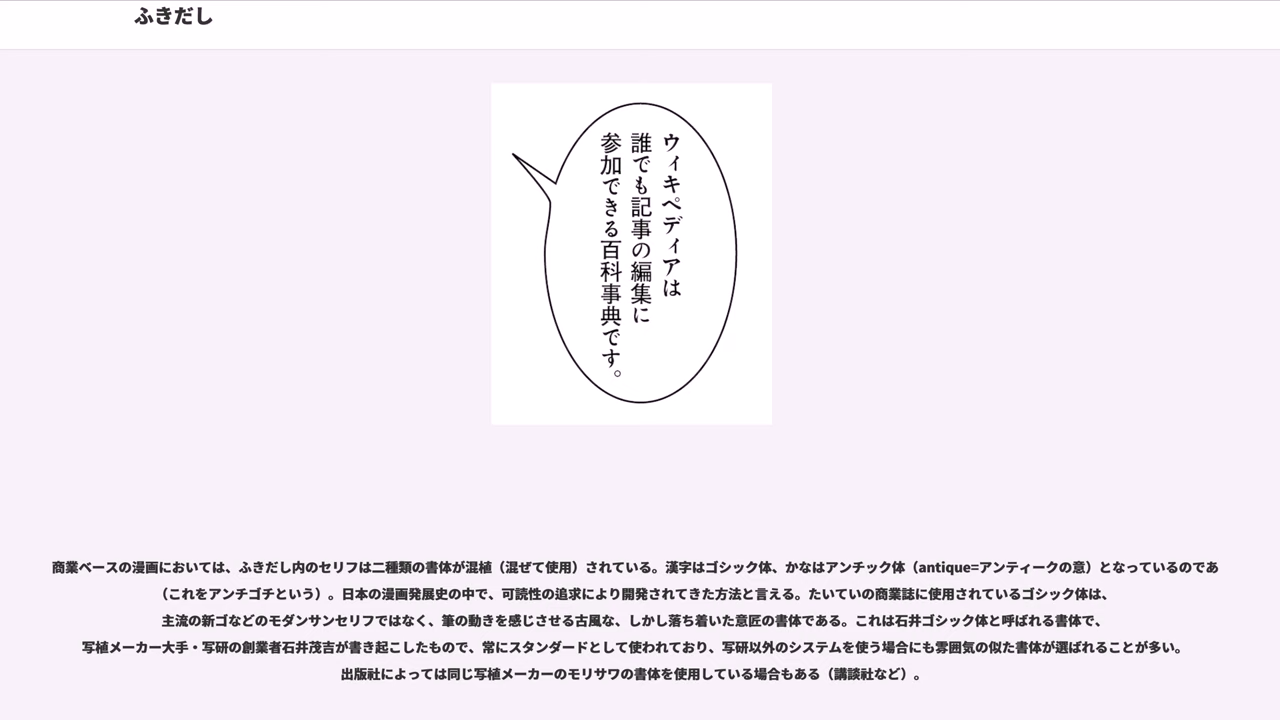 ふきだし
ウィキペディアは
誰でも記事の編集に
参加できる百科事典です。
商業ベースの漫画においては、ふきだし内のセリフは二種類の書体が混植（混ぜて使用）されている。漢字はゴシック体、かなはアンチック体（antique=アンティークの意）となっているのであ
（これをアンチゴチという）。日本の漫画発展史の中で、可読性の追求により開発されてきた方法と言える。たいていの商業誌に使用されているゴシック体は、
主流の新ゴなどのモダンサンセリフではなく、筆の動きを感じさせる古風な、しかし落ち着いた意匠の書体である。これは石井ゴシック体と呼ばれる書体で、
写植メーカー大手・写研の創業者石井茂吉が書き起こしたもので、常にスタンダードとして使われており、写研以外のシステムを使う場合にも雰囲気の似た書体が選ばれることが多い。
出版社によっては同じ写植メーカーのモリサワの書体を使用している場合もある（講談社など）。